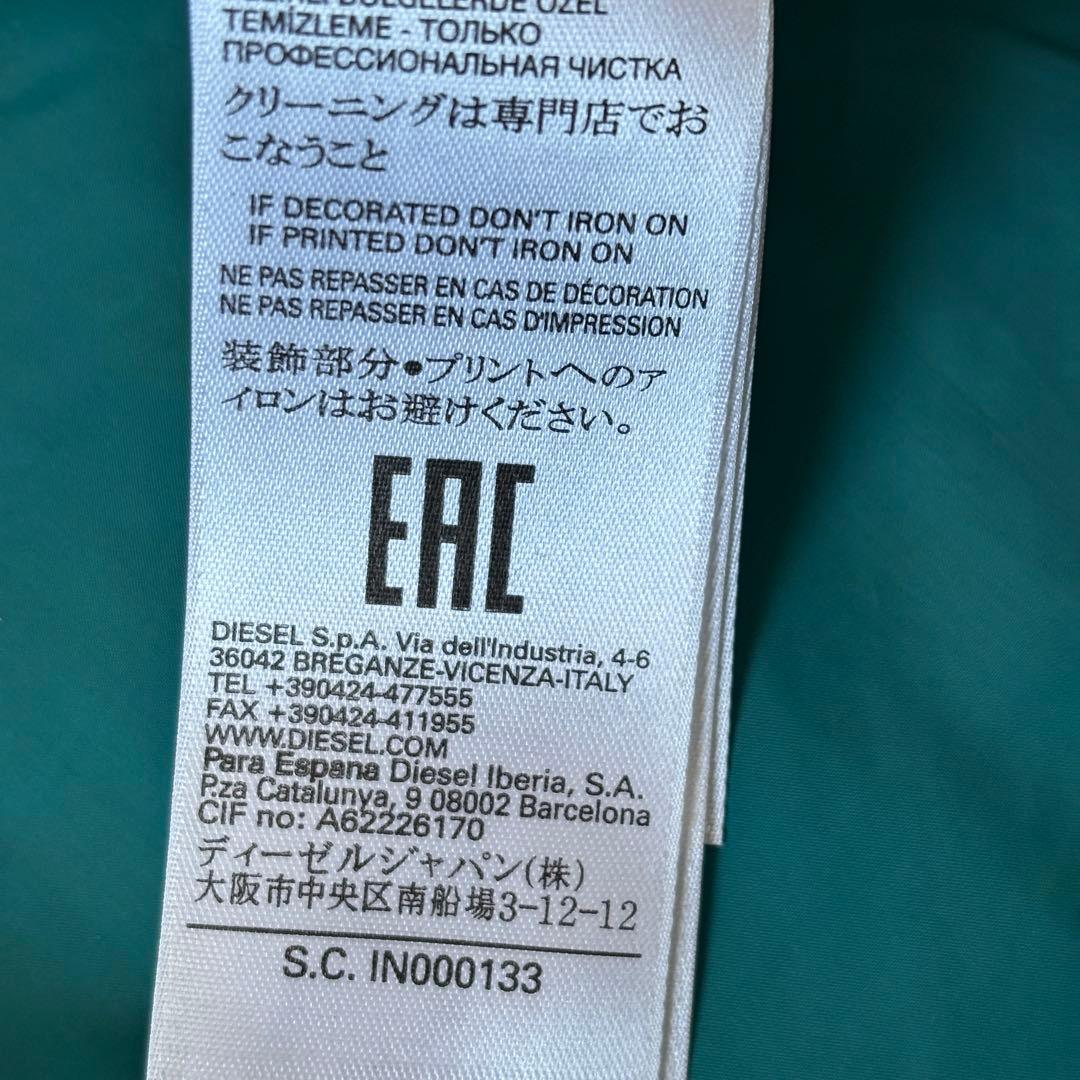 BÖLGELERDE ÖZEL
TEMİZLEME - ТОЛЬКО
ПРОФЕССИОНАЛЬНАЯ ЧИСТКА
クリーニングは専門店でお
こなうこと
IF DECORATED DON'T IRON ON
IF PRINTED DON'T IRON ON
NE PAS REPASSER EN CAS DE DÉCORATION
NE PAS REPASSER EN CAS D'IMPRESSION
装飾部分●プリントへのア
イロンはお避けください。
EAC
DIESEL S.p.A. Via dell'Industria, 4-6
36042 BREGANZE-VICENZA-ITALY
TEL +390424-477555
FAX +390424-411955
WWW.DIESEL.COM
Para Espana Diesel Iberia, S.A.
P.za Catalunya, 9 08002 Barcelona
CIF no: A62226170
ディーゼルジャパン(株)
大阪市中央区南船場3-12-12
S.C. IN000133